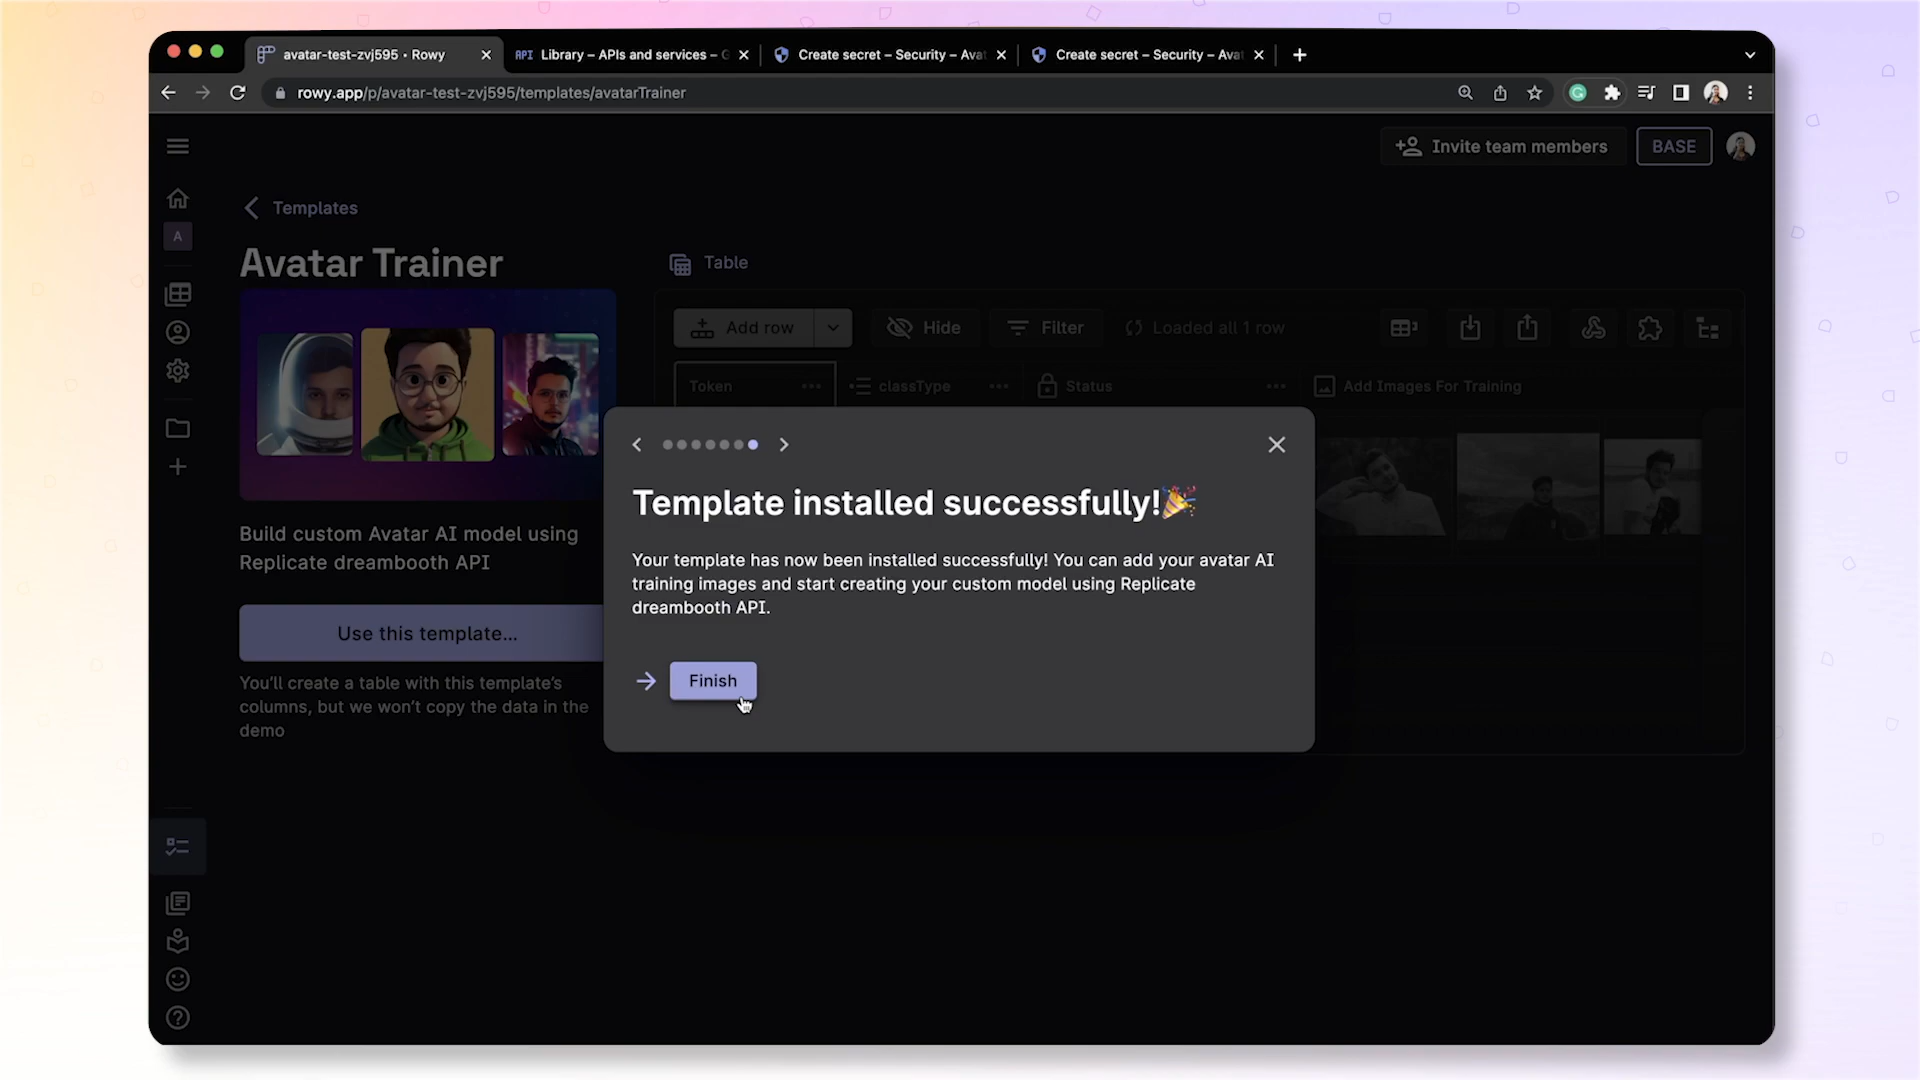 avatar-test-zvj595 • Rowy
API Library – APIs and services – G
Create secret – Security – Avat
Create secret – Security – Avat
rowy.app/p/avatar-test-zvj595/templates/avatarTrainer
Invite team members
BASE
A
Templates
Avatar Trainer
Table
Add row
Hide
Filter
Loaded all 1 row
Token
classType
Status
Add Images For Training
Template installed successfully!🎉
Your template has now been installed successfully! You can add your avatar AI
training images and start creating your custom model using Replicate
dreambooth API.
Finish
Build custom Avatar AI model using
Replicate dreambooth API
Use this template...
You'll create a table with this template's
columns, but we won't copy the data in the
demo